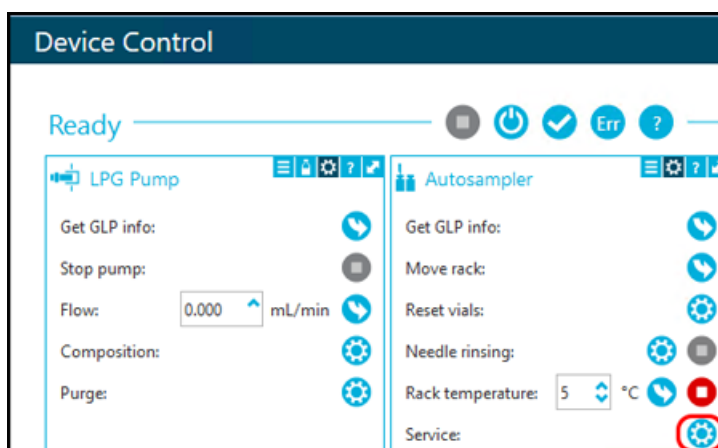 Device Control
Ready
Err
?
LPG Pump
?
Get GLP info:
Stop pump:
Flow: 0.000 mL/min
Composition:
Purge:
Autosampler
?
Get GLP info:
Move rack:
Reset vials:
Needle rinsing:
Rack temperature: 5 °C
Service: